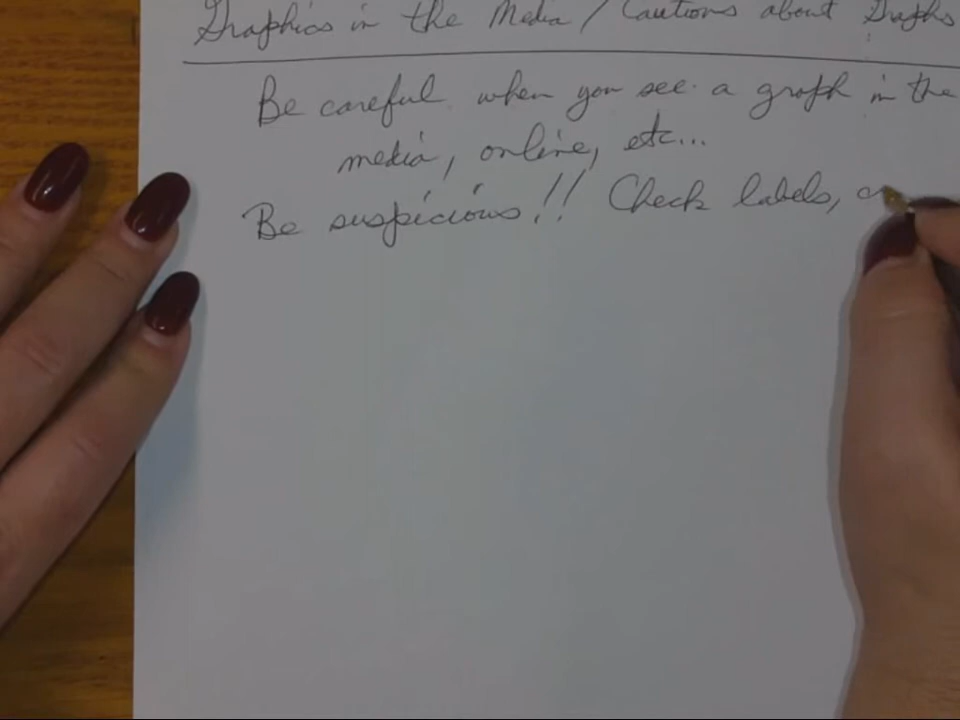 Graphics in the Media / Cautions about Graphs
Be careful when you see a graph in the
media, online, etc...
Be suspicious!! Check labels,